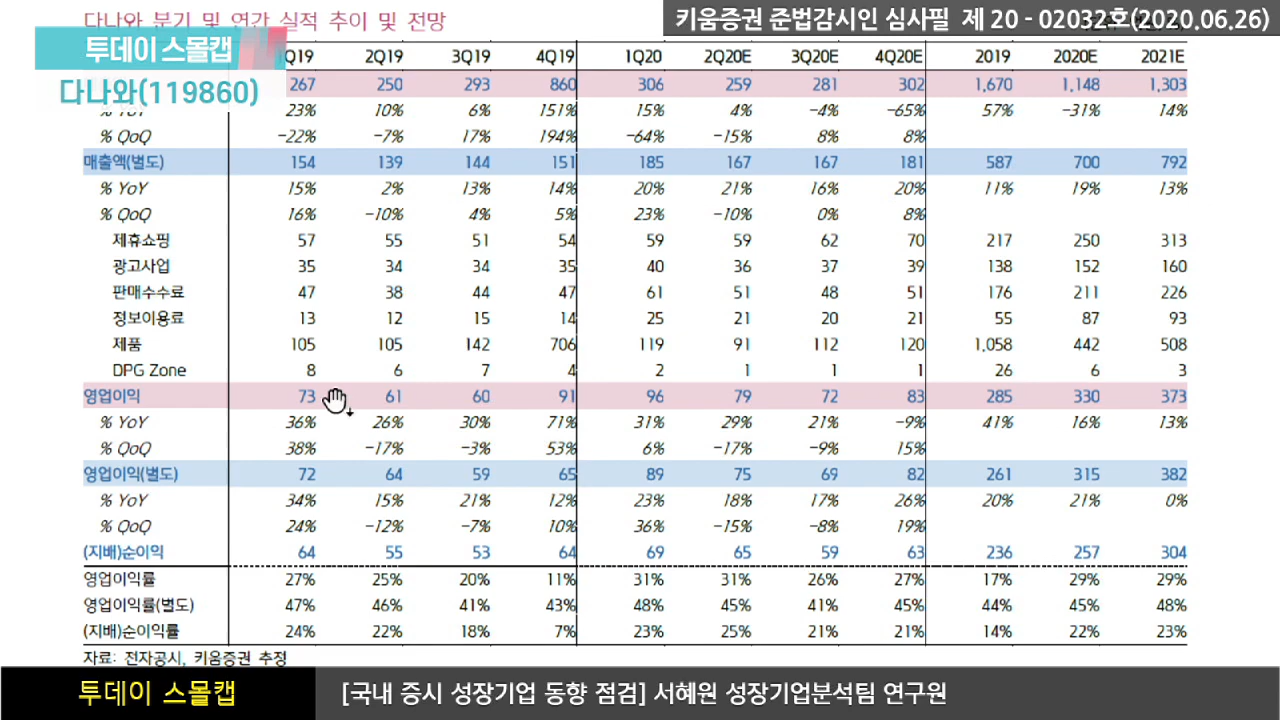 다나와 분기 및 연간 실적 추이 및 전망
키움증권 준법감시인 심사필 제 20 - 02032호(2020.06.26)
투데이 스몰캡
다나와(119860)
1Q19 2Q19 3Q19 4Q19 1Q20 2Q20E 3Q20E 4Q20E 2019 2020E 2021E
267 250 293 860 306 259 281 302 1,670 1,148 1,303
% YoY 23% 10% 6% 151% 15% 4% -4% -65% 57% -31% 14%
% QoQ -22% -7% 17% 194% -64% -15% 8% 8%
매출액(별도) 154 139 144 151 185 167 167 181 587 700 792
% YoY 15% 2% 13% 14% 20% 21% 16% 20% 11% 19% 13%
% QoQ 16% -10% 4% 5% 23% -10% 0% 8%
제휴쇼핑 57 55 51 54 59 59 62 70 217 250 313
광고사업 35 34 34 35 40 36 37 39 138 152 160
판매수수료 47 38 44 47 61 51 48 51 176 211 226
정보이용료 13 12 15 14 25 21 20 21 55 87 93
제품 105 105 142 706 119 91 112 120 1,058 442 508
DPG Zone 8 6 7 4 2 1 1 1 26 6 3
영업이익 73 61 60 91 96 79 72 83 285 330 373
% YoY 36% 26% 30% 71% 31% 29% 21% -9% 41% 16% 13%
% QoQ 38% -17% -3% 53% 6% -17% -9% 15%
영업이익(별도) 72 64 59 65 89 75 69 82 261 315 382
% YoY 34% 15% 21% 12% 23% 18% 17% 26% 20% 21% 0%
% QoQ 24% -12% -7% 10% 36% -15% -8% 19%
(지배)순이익 64 55 53 64 69 65 59 63 236 257 304
영업이익률 27% 25% 20% 11% 31% 31% 26% 27% 17% 29% 29%
영업이익률(별도) 47% 46% 41% 43% 48% 45% 41% 45% 44% 45% 48%
(지배)순이익률 24% 22% 18% 7% 23% 25% 21% 21% 14% 22% 23%
자료: 전자공시, 키움증권 추정
투데이 스몰캡
[국내 증시 성장기업 동향 점검] 서혜원 성장기업분석팀 연구원